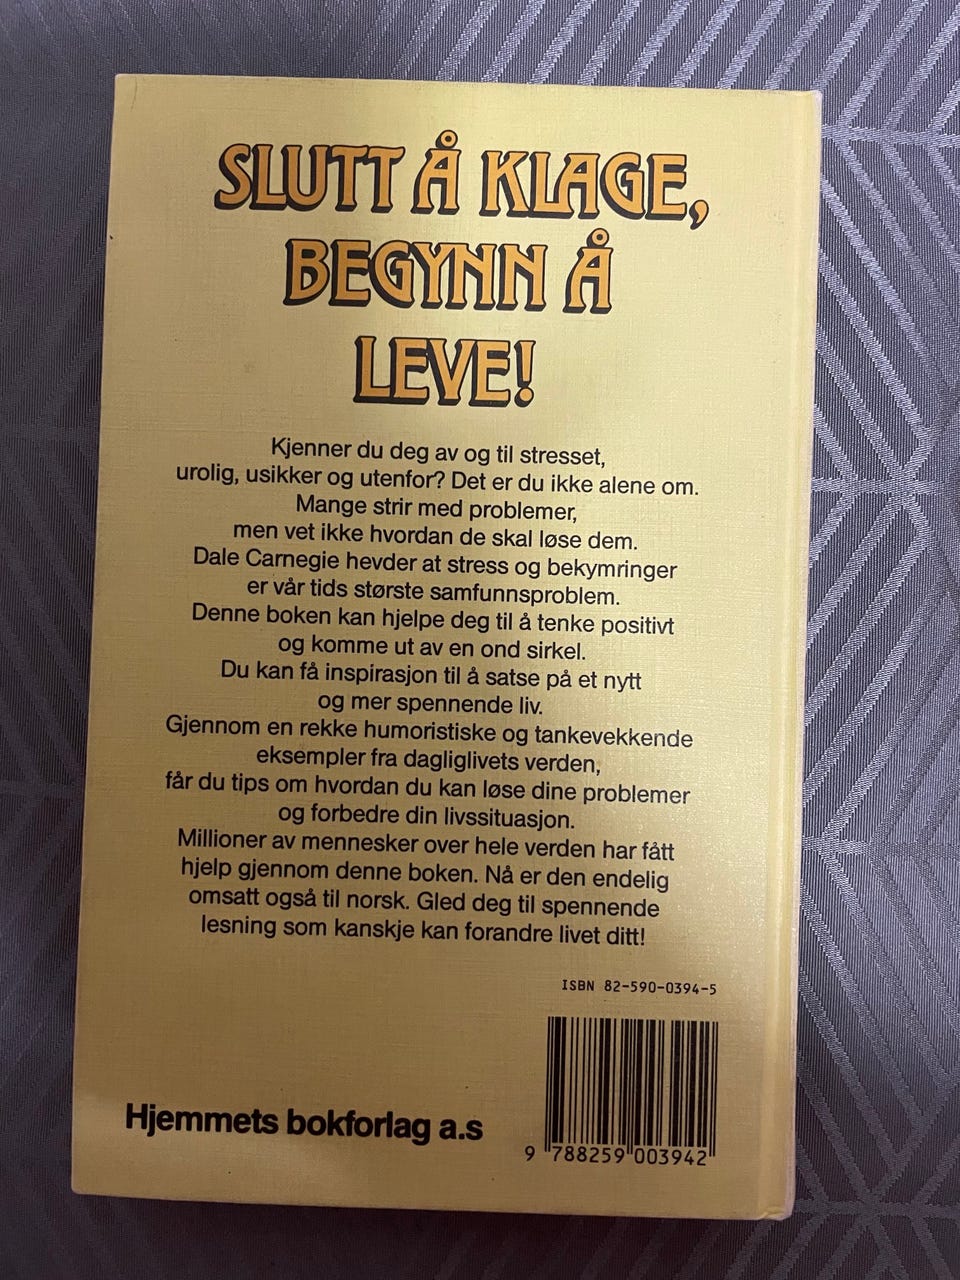 SLUTT Å KLAGE,
BEGYNN Å
LEVE!
Kjenner du deg av og til stresset,
urolig, usikker og utenfor? Det er du ikke alene om.
Mange strir med problemer,
men vet ikke hvordan de skal løse dem.
Dale Carnegie hevder at stress og bekymringer
er vår tids største samfunnsproblem.
Denne boken kan hjelpe deg til å tenke positivt
og komme ut av en ond sirkel.
Du kan få inspirasjon til å satse på et nytt
og mer spennende liv.
Gjennom en rekke humoristiske og tankevekkende
eksempler fra dagliglivets verden,
får du tips om hvordan du kan løse dine problemer
og forbedre din livssituasjon.
Millioner av mennesker over hele verden har fått
hjelp gjennom denne boken. Nå er den endelig
omsatt også til norsk. Gled deg til spennende
lesning som kanskje kan forandre livet ditt!
ISBN 82-590-0394-5
Hjemmets bokforlag a.s
9 788259 003942